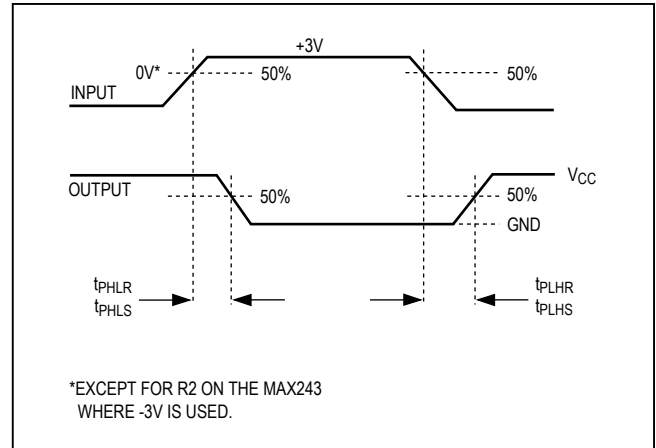 +3V
0V*
50%
50%
INPUT
VCC
OUTPUT
50%
50%
GND
tPHLR
tPHLS
tPLHR
tPLHS
*EXCEPT FOR R2 ON THE MAX243
WHERE -3V IS USED.